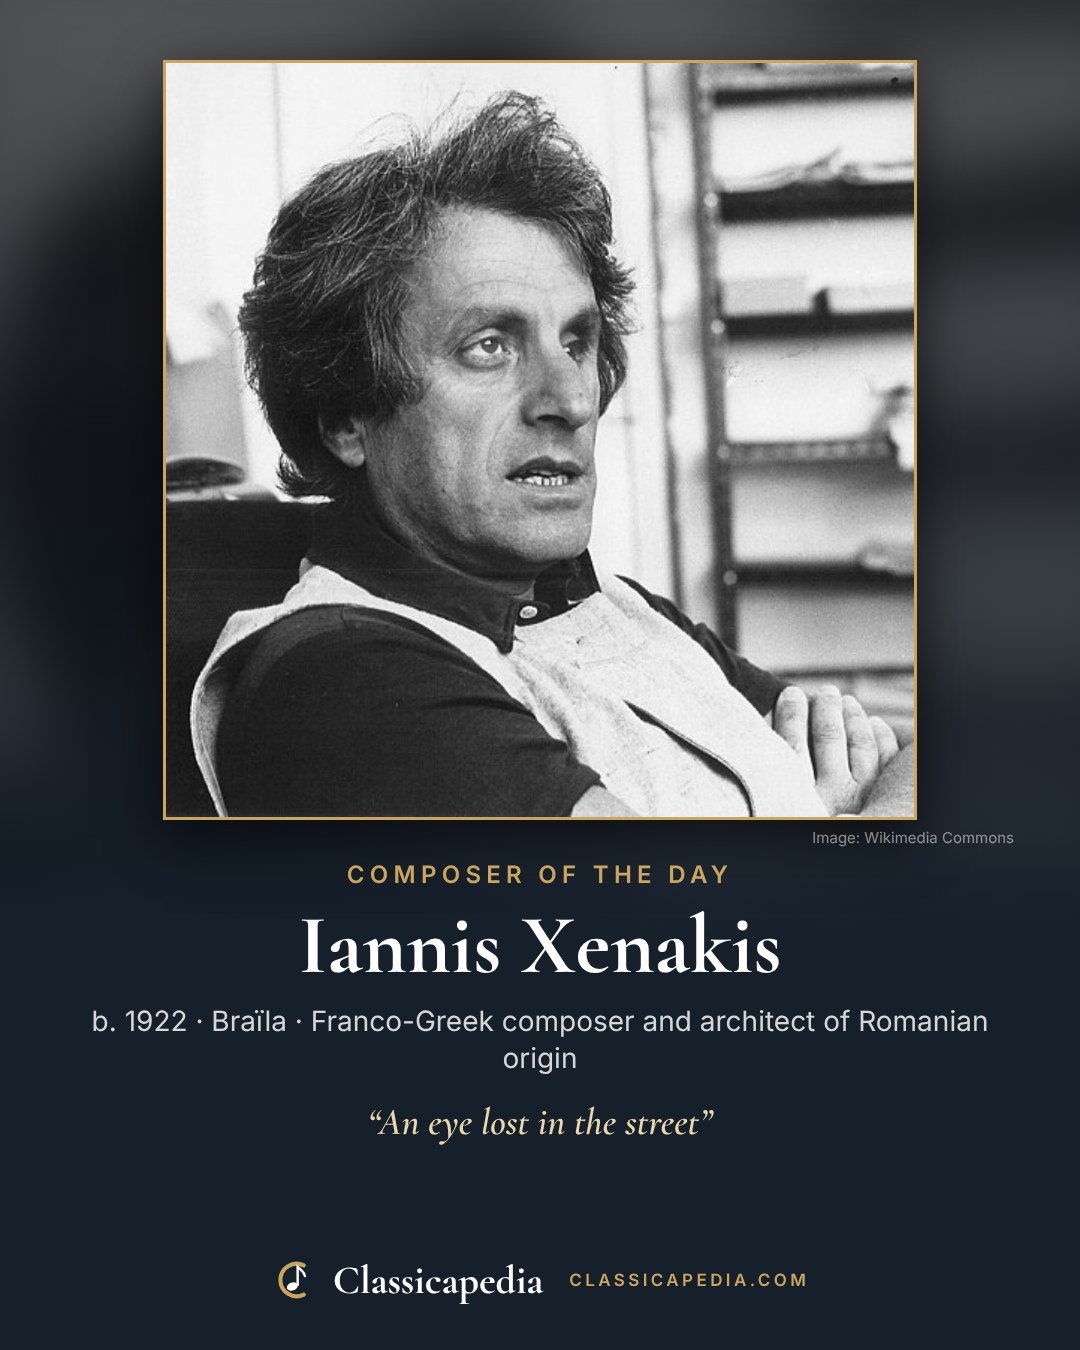 Image: Wikimedia Commons
COMPOSER OF THE DAY
Iannis Xenakis
b. 1922 · Braïla · Franco-Greek composer and architect of Romanian
origin
“An eye lost in the street”
Classicapedia CLASSICAPEDIA.COM